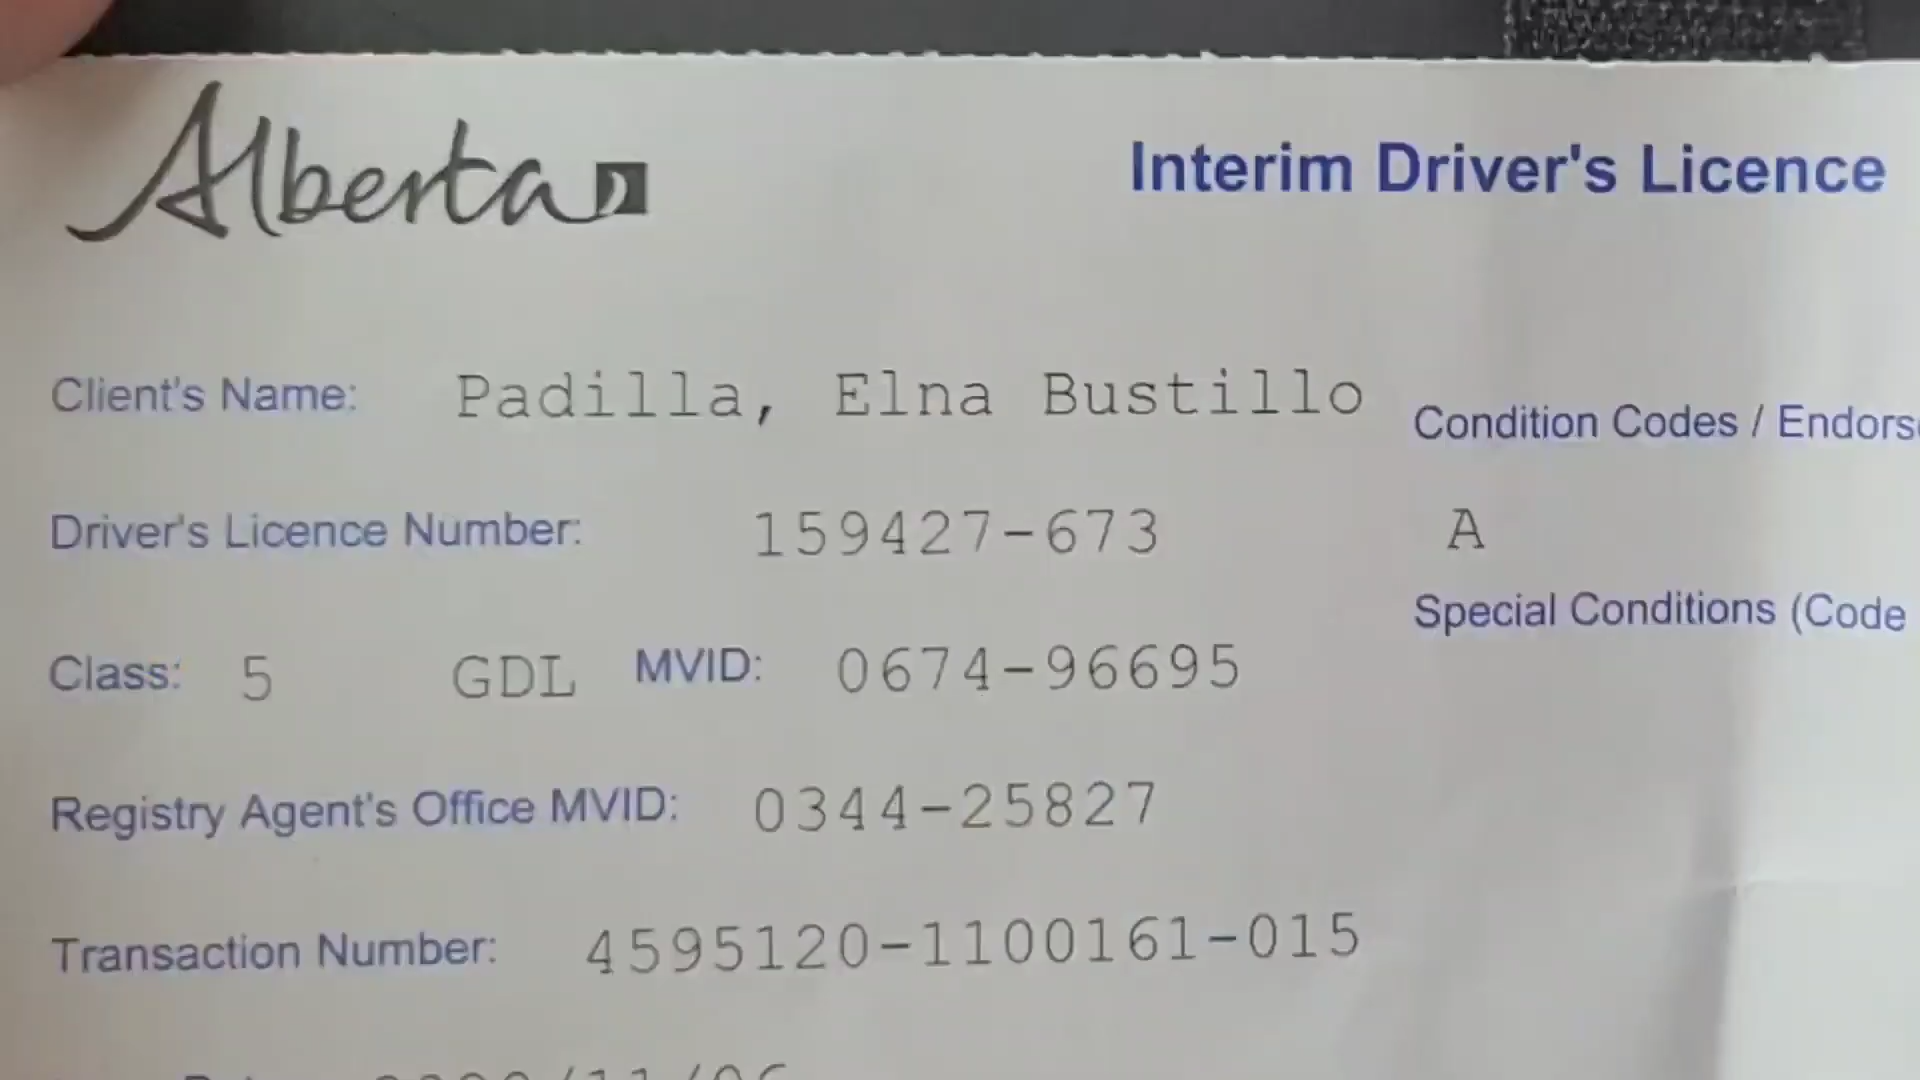 Alberta
Interim Driver's Licence
Client's Name: Padilla, Elna Bustillo
Condition Codes / Endors
Driver's Licence Number: 159427-673
A
Special Conditions (Code
Class: 5 GDL MVID: 0674-96695
Registry Agent's Office MVID: 0344-25827
Transaction Number: 4595120-1100161-015